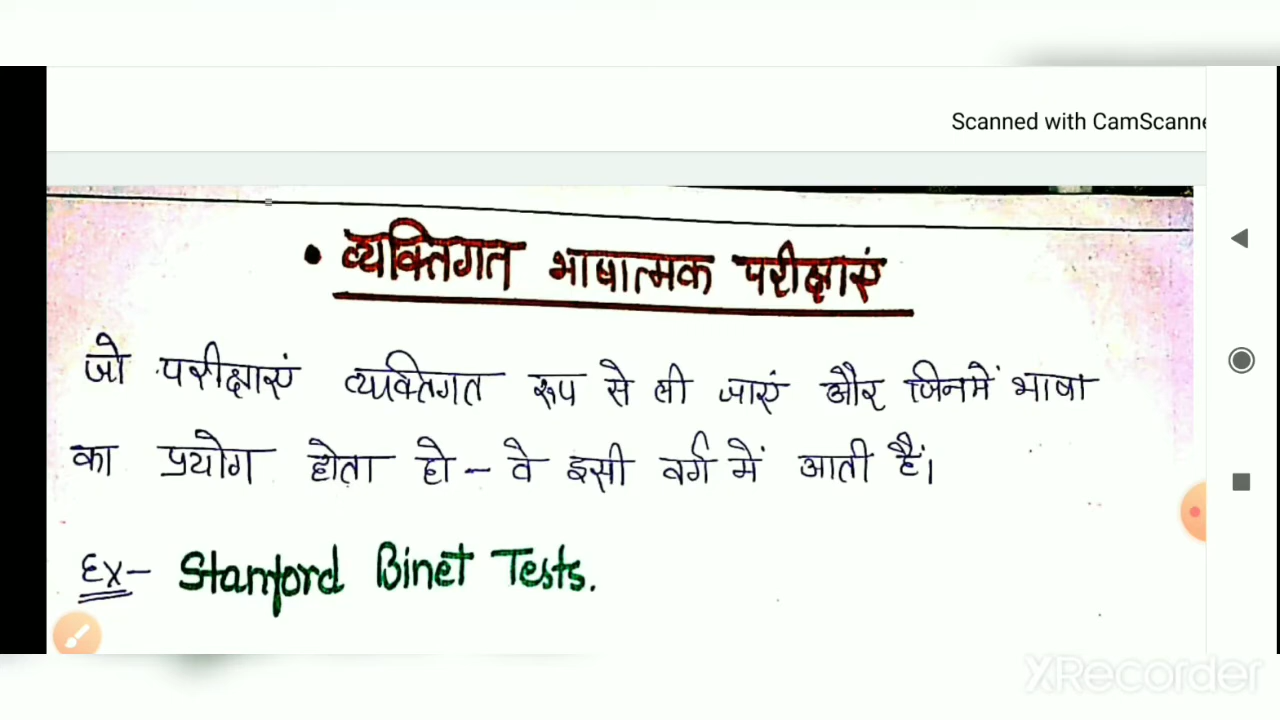 Scanned with CamScanne
• व्यक्तिगत भाषात्मक परीक्षाएं
जो परीक्षाएं व्यक्तिगत रूप से ली जाएं और जिनमें भाषा
का प्रयोग होता हो - वे इसी वर्ग में आती हैं।
Ex- Stanford Binet Tests.
XRecorder